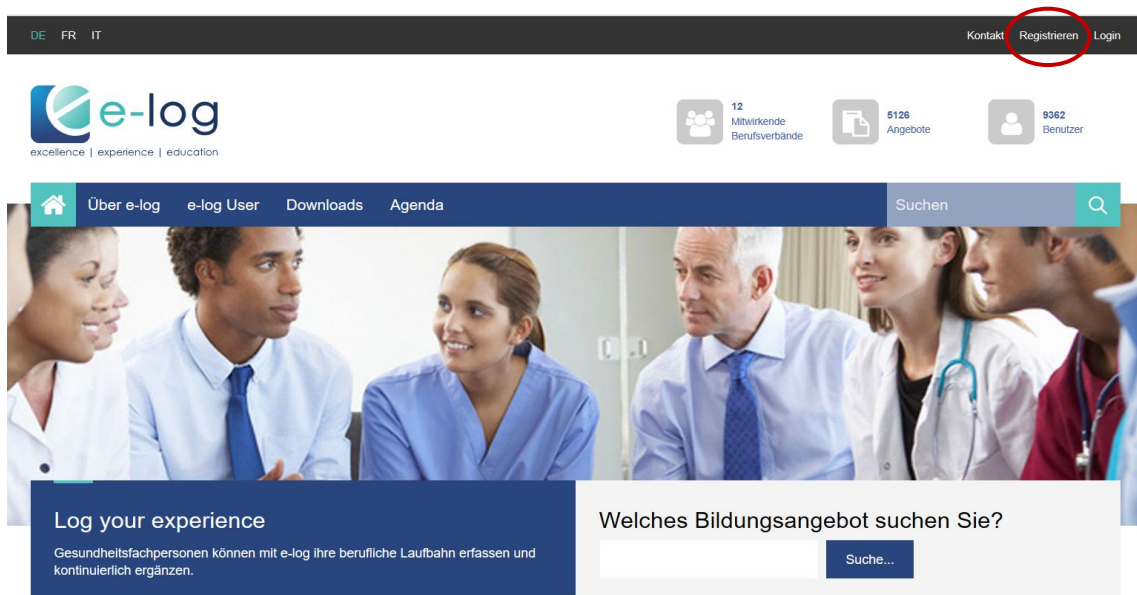 DE FR IT
Kontakt Registrieren Login
e-log
excellence | experience | education
12
Mitwirkende
Berufsverbände
5126
Angebote
9362
Benutzer
Über e-log e-log User Downloads Agenda Suchen
Log your experience
Gesundheitsfachpersonen können mit e-log ihre berufliche Laufbahn erfassen und
kontinuierlich ergänzen.
Welches Bildungsangebot suchen Sie?
Suche...